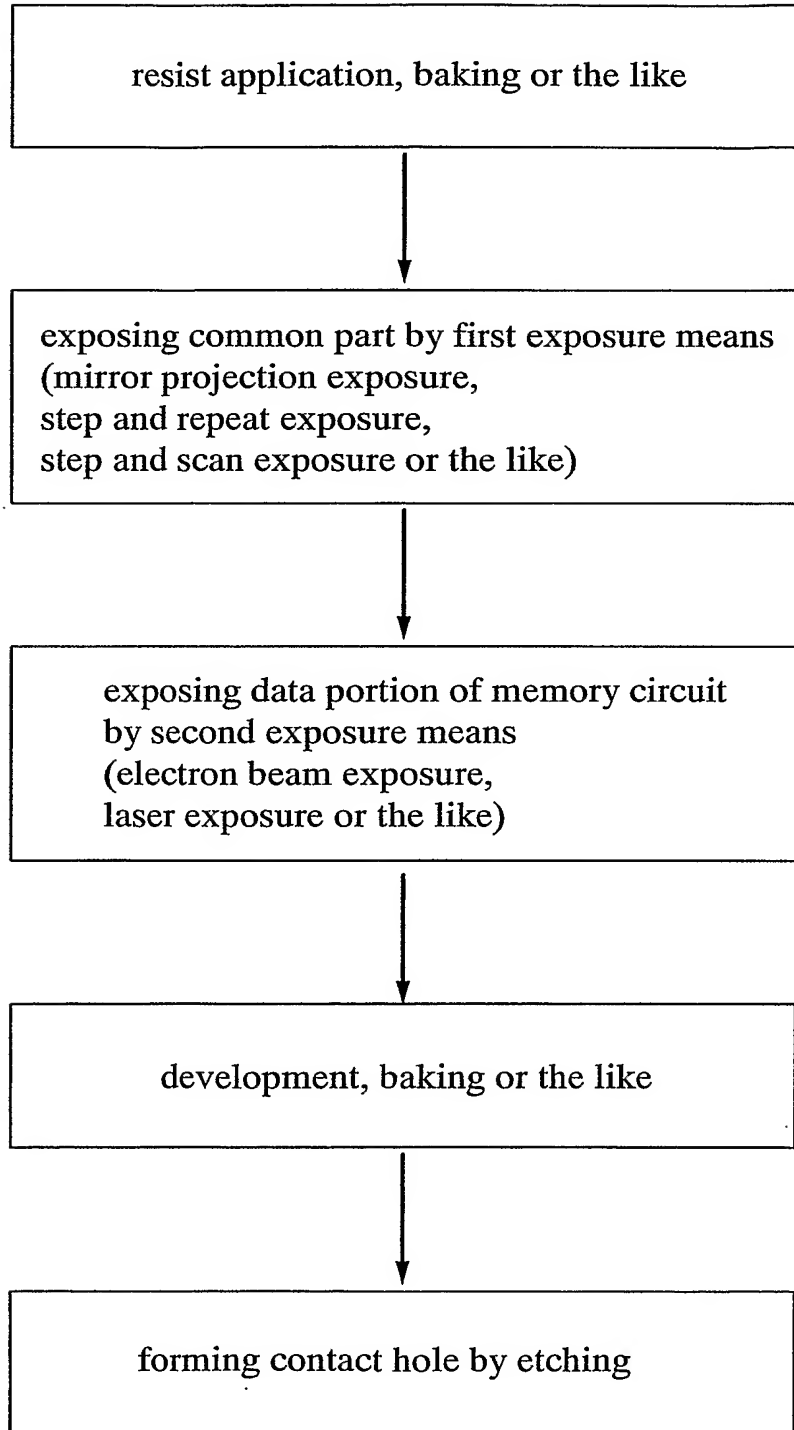 resist application, baking or the like
exposing common part by first exposure means
(mirror projection exposure,
step and repeat exposure,
step and scan exposure or the like)
exposing data portion of memory circuit
by second exposure means
(electron beam exposure,
laser exposure or the like)
development, baking or the like
forming contact hole by etching